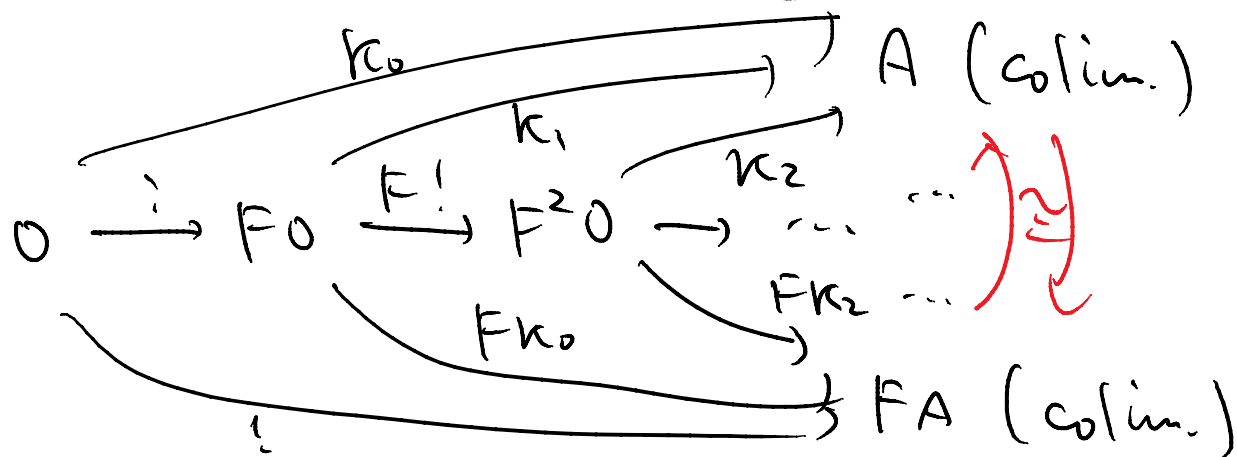 κ₀ A (colim.)
κ₁
! F! κ₂ ...
0 → F0 → F²0 → ... ≅
Fκ₀ Fκ₂ ...
! FA (colim.)